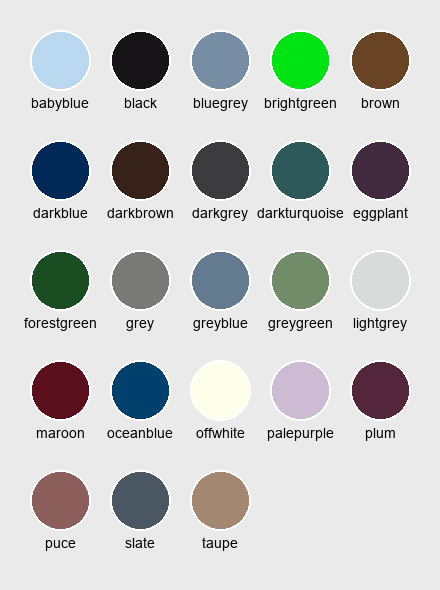 babyblue black bluegrey brightgreen brown
darkblue darkbrown darkgrey darkturquoise eggplant
forestgreen grey greyblue greygreen lightgrey
maroon oceanblue offwhite palepurple plum
puce slate taupe